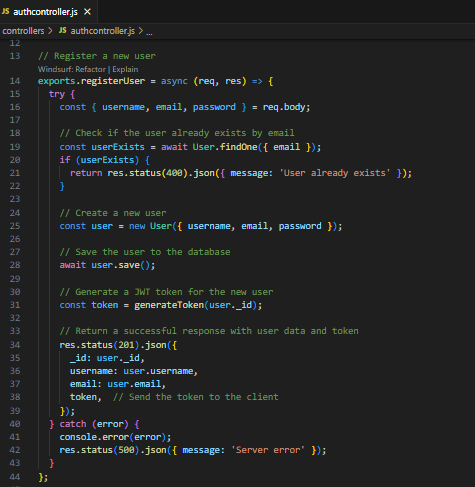 JS authcontroller.js ×
controllers > JS authcontroller.js > ...
12
13 // Register a new user
Windsurf: Refactor | Explain
14 exports.registerUser = async (req, res) => {
15   try {
16     const { username, email, password } = req.body;
17
18     // Check if the user already exists by email
19     const userExists = await User.findOne({ email });
20     if (userExists) {
21       return res.status(400).json({ message: 'User already exists' });
22     }
23
24     // Create a new user
25     const user = new User({ username, email, password });
26
27     // Save the user to the database
28     await user.save();
29
30     // Generate a JWT token for the new user
31     const token = generateToken(user._id);
32
33     // Return a successful response with user data and token
34     res.status(201).json({
35       _id: user._id,
36       username: user.username,
37       email: user.email,
38       token,  // Send the token to the client
39     });
40   } catch (error) {
41     console.error(error);
42     res.status(500).json({ message: 'Server error' });
43   }
44 };